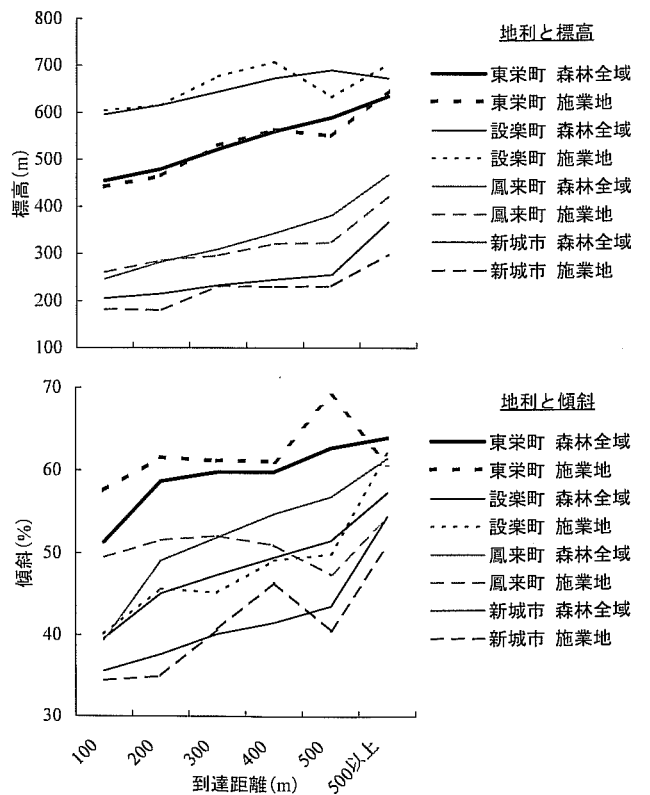 地利と標高
800
700
600
500
400
300
200
100
標高(m)
東栄町 森林全域
東栄町 施業地
設楽町 森林全域
設楽町 施業地
鳳来町 森林全域
鳳来町 施業地
新城市 森林全域
新城市 施業地
地利と傾斜
70
60
50
40
30
傾斜(%)
東栄町 森林全域
東栄町 施業地
設楽町 森林全域
設楽町 施業地
鳳来町 森林全域
鳳来町 施業地
新城市 森林全域
新城市 施業地
100
200
300
400
500
500以上
到達距離(m)